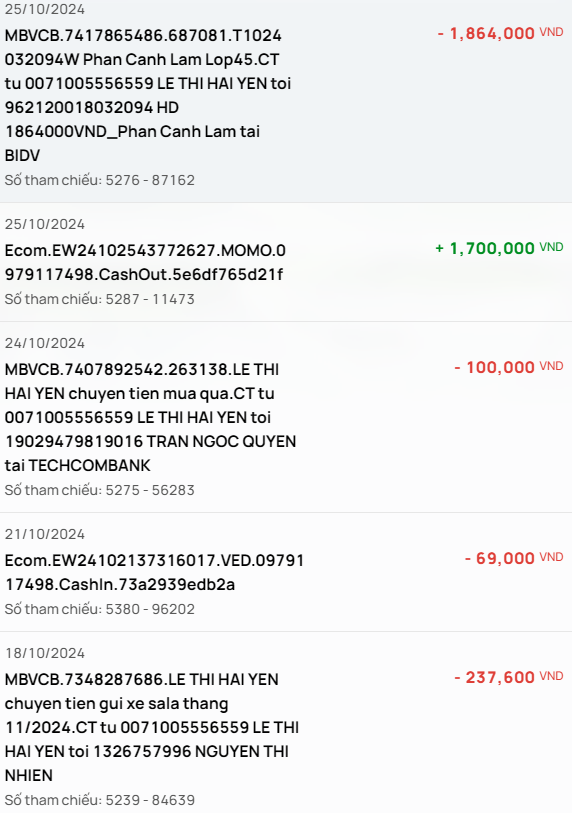 25/10/2024
MBVCB.7417865486.687081.T1024 - 1,864,000 VND
032094W Phan Canh Lam Lop45.CT
tu 0071005556559 LE THI HAI YEN toi
962120018032094 HD
1864000VND_Phan Canh Lam tai
BIDV
Số tham chiếu: 5276 - 87162
25/10/2024
Ecom.EW24102543772627.MOMO.0 + 1,700,000 VND
979117498.CashOut.5e6df765d21f
Số tham chiếu: 5287 - 11473
24/10/2024
MBVCB.7407892542.263138.LE THI - 100,000 VND
HAI YEN chuyen tien mua qua.CT tu
0071005556559 LE THI HAI YEN toi
19029479819016 TRAN NGOC QUYEN
tai TECHCOMBANK
Số tham chiếu: 5275 - 56283
21/10/2024
Ecom.EW24102137316017.VED.09791 - 69,000 VND
17498.CashIn.73a2939edb2a
Số tham chiếu: 5380 - 96202
18/10/2024
MBVCB.7348287686.LE THI HAI YEN - 237,600 VND
chuyen tien gui xe sala thang
11/2024.CT tu 0071005556559 LE THI
HAI YEN toi 1326757996 NGUYEN THI
NHIEN
Số tham chiếu: 5239 - 84639